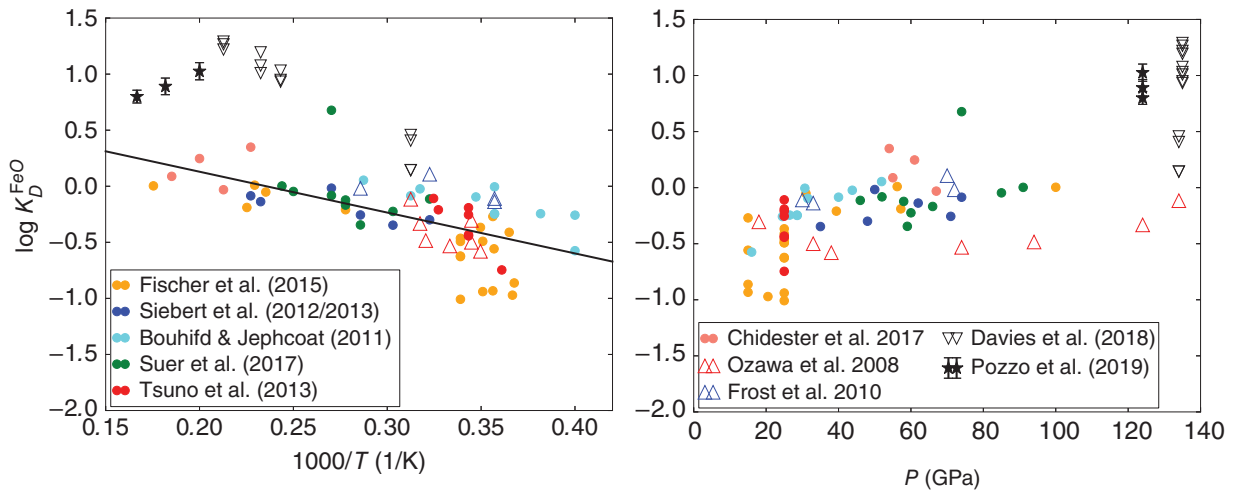 log K_D^FeO
1.5
1.0
0.5
0.0
−0.5
−1.0
−1.5
−2.0
Fischer et al. (2015)
Siebert et al. (2012/2013)
Bouhifd & Jephcoat (2011)
Suer et al. (2017)
Tsuno et al. (2013)
0.15 0.20 0.25 0.30 0.35 0.40
1000/T (1/K)
1.5
1.0
0.5
0.0
−0.5
−1.0
−1.5
−2.0
Chidester et al. 2017
Ozawa et al. 2008
Frost et al. 2010
Davies et al. (2018)
Pozzo et al. (2019)
0 20 40 60 80 100 120 140
P (GPa)